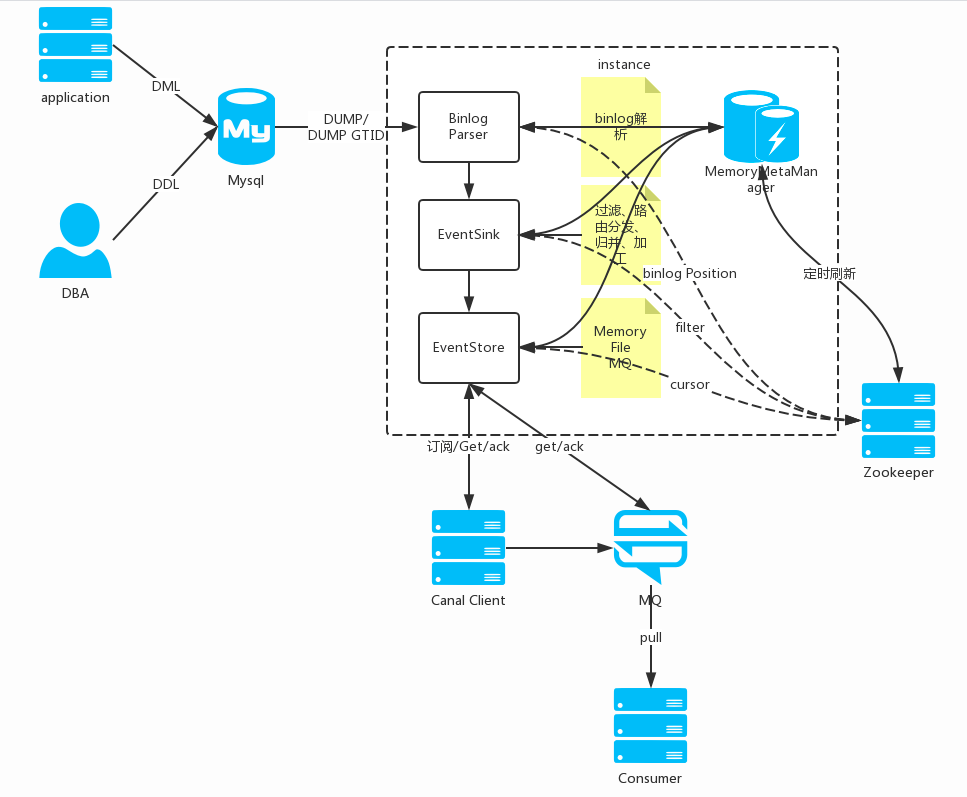 application
DML
DDL
DBA
My
Mysql
DUMP/
DUMP GTID
instance
Binlog
Parser
binlog解
析
MemoryMetaMan
ager
EventSink
过滤、路
由分发、
归并、加
工
binlog Position
定时刷新
EventStore
Memory
File
MQ
filter
cursor
Zookeeper
订阅/Get/ack
get/ack
Canal Client
MQ
pull
Consumer